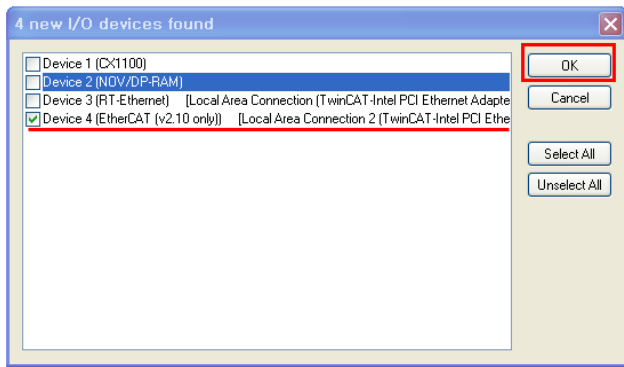 4 new I/O devices found
Device 1 (CX1100)
Device 2 (NOV/DP-RAM)
Device 3 (RT-Ethernet) [Local Area Connection (TwinCAT-Intel PCI Ethernet Adapte
Device 4 (EtherCAT (v2.10 only)) [Local Area Connection 2 (TwinCAT-Intel PCI Ethe
OK
Cancel
Select All
Unselect All